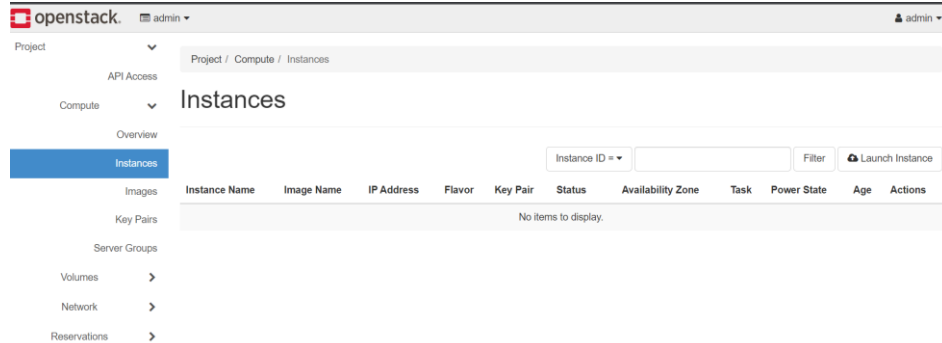 openstack. admin admin
Project
API Access
Compute
Overview
Instances
Images
Key Pairs
Server Groups
Volumes
Network
Reservations
Project / Compute / Instances
Instances
Instance ID = Filter Launch Instance
Instance Name Image Name IP Address Flavor Key Pair Status Availability Zone Task Power State Age Actions
No items to display.